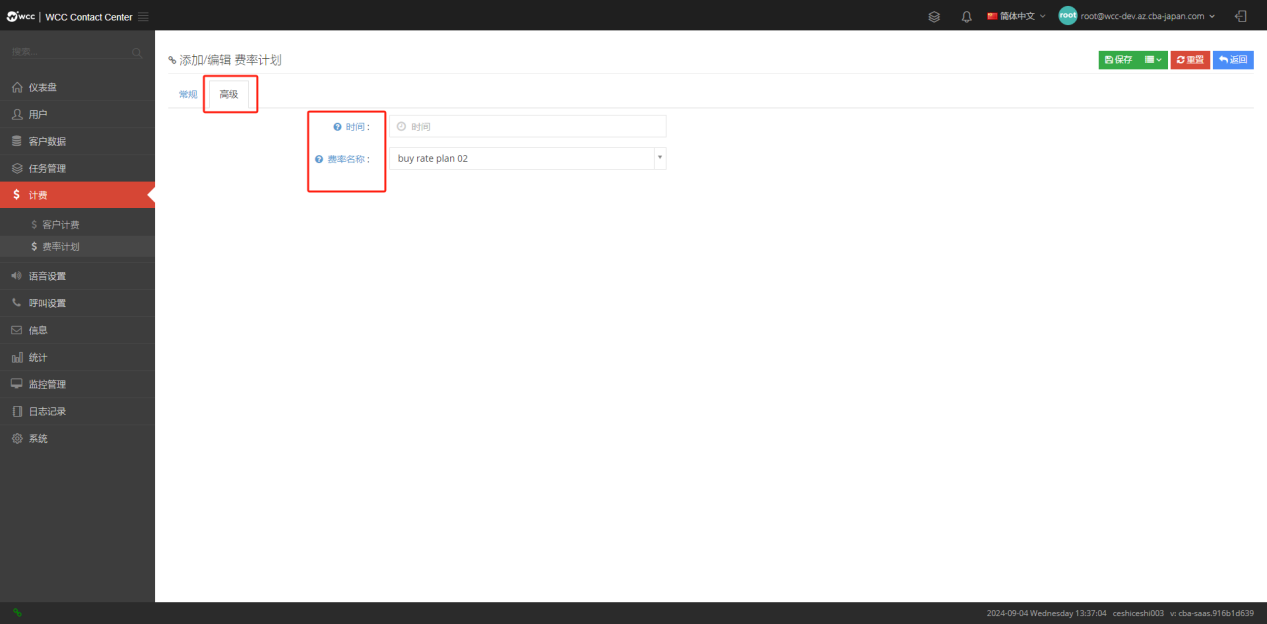 wcc | WCC Contact Center
简体中文
root
root@wcc-dev.az.cba-japan.com
搜索...
仪表盘
用户
客户数据
任务管理
计费
客户计费
费率计划
语音设置
呼叫设置
信息
统计
监控管理
日志记录
系统
添加/编辑 费率计划
保存
重置
返回
常规
高级
时间：
时间
费率名称：
buy rate plan 02
2024-09-04 Wednesday 13:37:04 ceshiceshi003 v: cba-saas.916b1d639